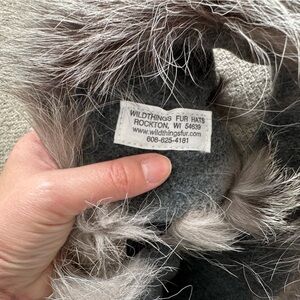 WILDTHINGS FUR HATS
ROCKTON, WI 54639
www.wildthingsfur.com
608-625-4181